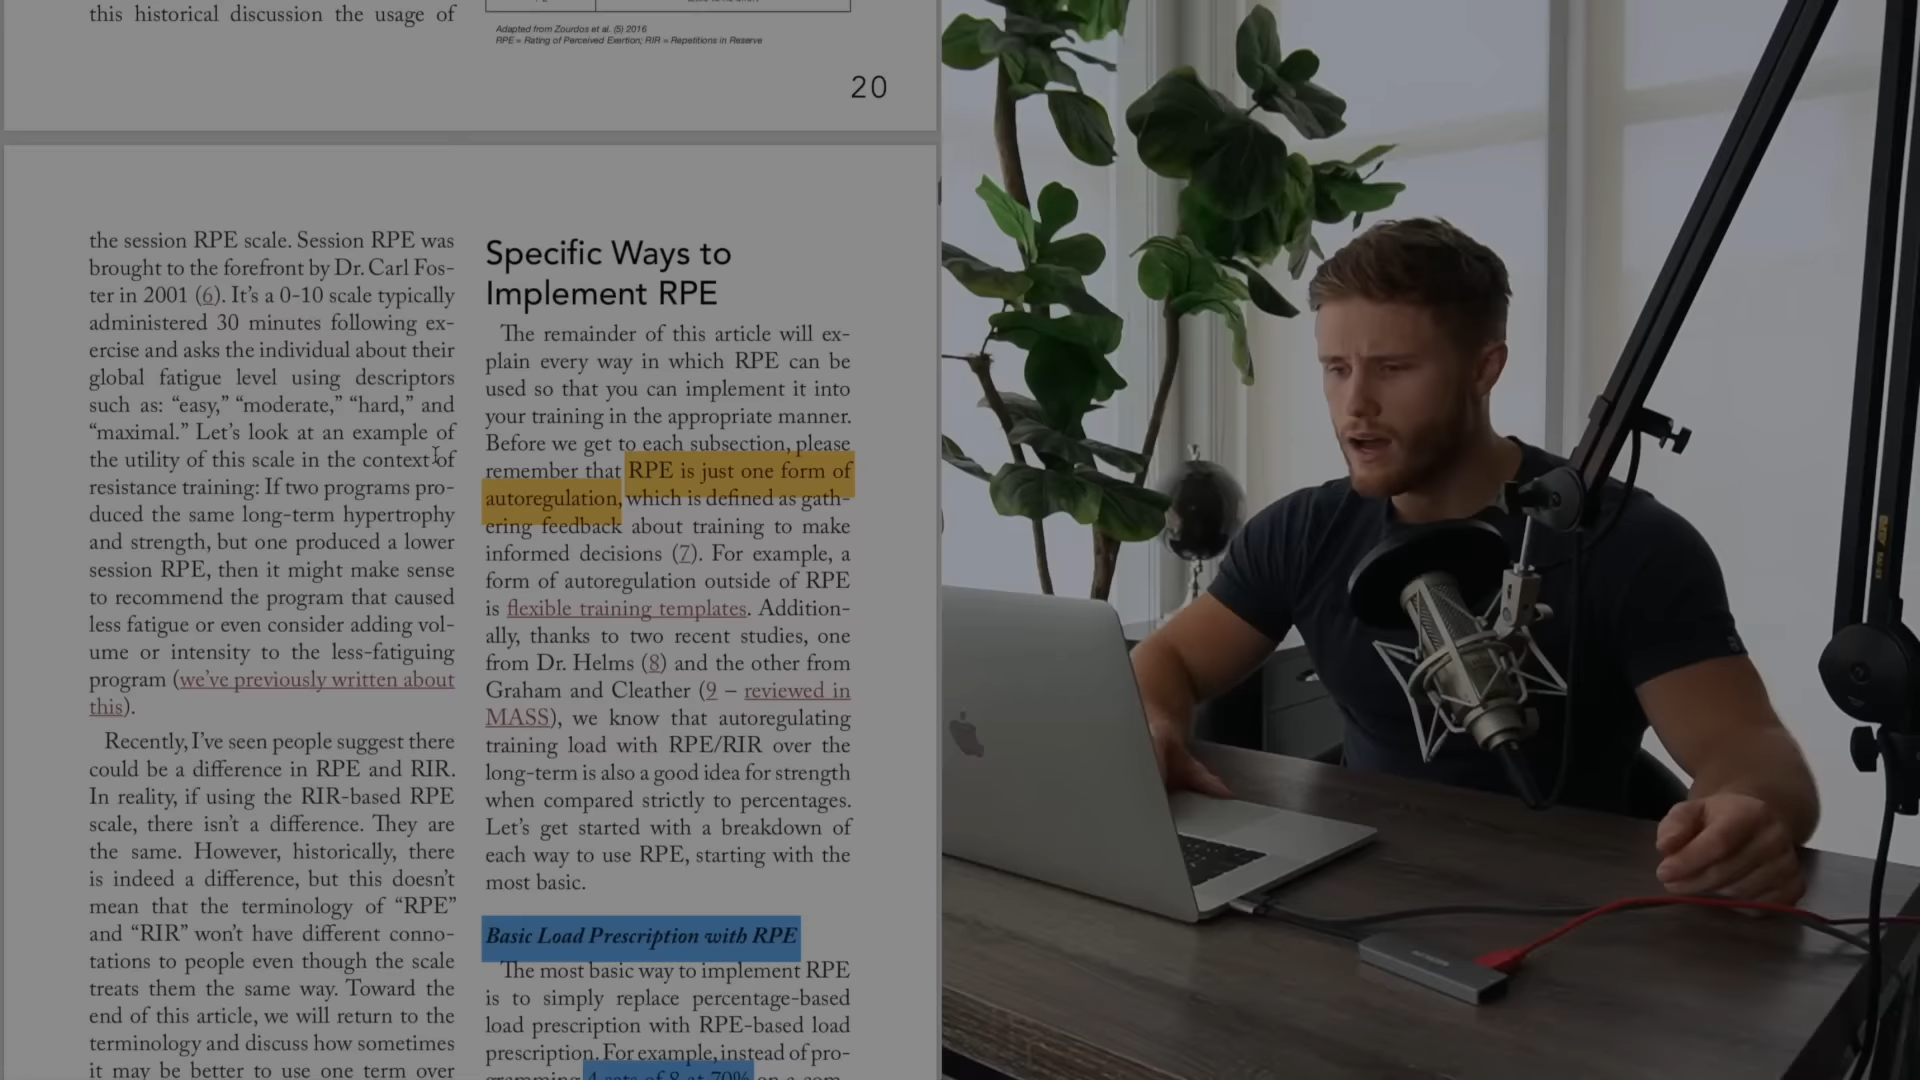 this historical discussion the usage of
Adapted from Zourdos et al. (5) 2016
RPE = Rating of Perceived Exertion; RIR = Repetitions in Reserve
20
the session RPE scale. Session RPE was
brought to the forefront by Dr. Carl Fos-
ter in 2001 (6). It's a 0-10 scale typically
administered 30 minutes following ex-
ercise and asks the individual about their
global fatigue level using descriptors
such as: “easy,” “moderate,” “hard,” and
“maximal.” Let's look at an example of
the utility of this scale in the context of
resistance training: If two programs pro-
duced the same long-term hypertrophy
and strength, but one produced a lower
session RPE, then it might make sense
to recommend the program that caused
less fatigue or even consider adding vol-
ume or intensity to the less-fatiguing
program (we've previously written about
this).
Recently, I've seen people suggest there
could be a difference in RPE and RIR.
In reality, if using the RIR-based RPE
scale, there isn't a difference. They are
the same. However, historically, there
is indeed a difference, but this doesn't
mean that the terminology of “RPE”
and “RIR” won't have different conno-
tations to people even though the scale
treats them the same way. Toward the
end of this article, we will return to the
terminology and discuss how sometimes
it may be better to use one term over
Specific Ways to
Implement RPE
The remainder of this article will ex-
plain every way in which RPE can be
used so that you can implement it into
your training in the appropriate manner.
Before we get to each subsection, please
remember that RPE is just one form of
autoregulation, which is defined as gath-
ering feedback about training to make
informed decisions (7). For example, a
form of autoregulation outside of RPE
is flexible training templates. Addition-
ally, thanks to two recent studies, one
from Dr. Helms (8) and the other from
Graham and Cleather (9 – reviewed in
MASS), we know that autoregulating
training load with RPE/RIR over the
long-term is also a good idea for strength
when compared strictly to percentages.
Let's get started with a breakdown of
each way to use RPE, starting with the
most basic.
Basic Load Prescription with RPE
The most basic way to implement RPE
is to simply replace percentage-based
load prescription with RPE-based load
prescription. For example, instead of pro-
gramming 4 sets of 8 at 70% on a com-